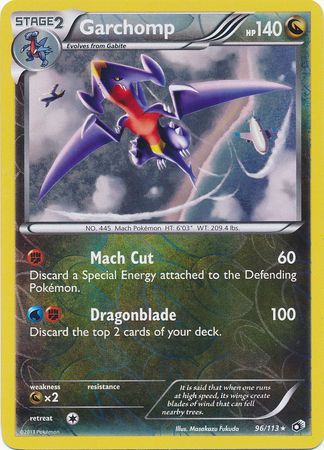 STAGE2
Garchomp
HP140
Evolves from Gabite
NO. 445 Mach Pokémon HT: 6'03" WT: 209.4 lbs.
Mach Cut 60
Discard a Special Energy attached to the Defending
Pokémon.
Dragonblade 100
Discard the top 2 cards of your deck.
weakness resistance
×2
It is said that when one runs
at high speed, its wings create
blades of wind that can fell
nearby trees.
retreat
©2013 Pokémon
Illus. Masakazu Fukuda
96/113 ★